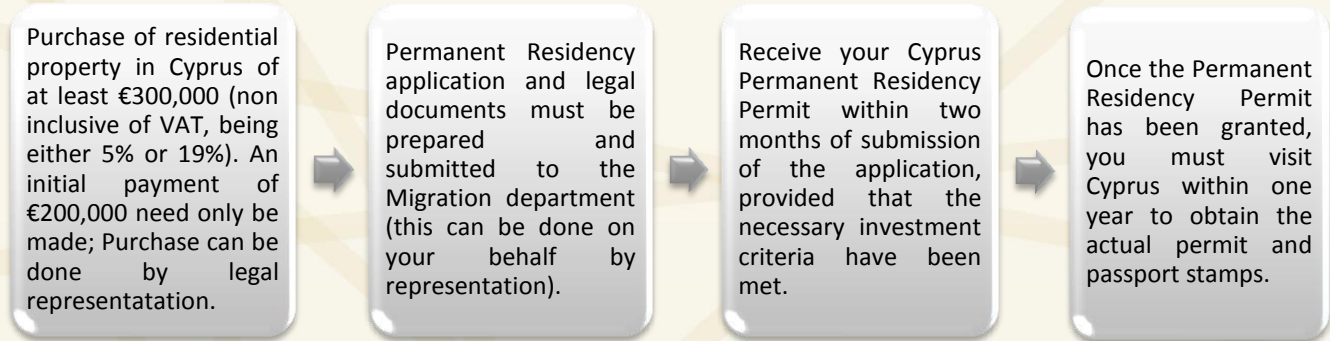 Purchase of residential
property in Cyprus of
at least €300,000 (non
inclusive of VAT, being
either 5% or 19%). An
initial payment of
€200,000 need only be
made; Purchase can be
done by legal
representatation.
Permanent Residency
application and legal
documents must be
prepared and
submitted to the
Migration department
(this can be done on
your behalf by
representation).
Receive your Cyprus
Permanent Residency
Permit within two
months of submission
of the application,
provided that the
necessary investment
criteria have been
met.
Once the Permanent
Residency Permit
has been granted,
you must visit
Cyprus within one
year to obtain the
actual permit and
passport stamps.